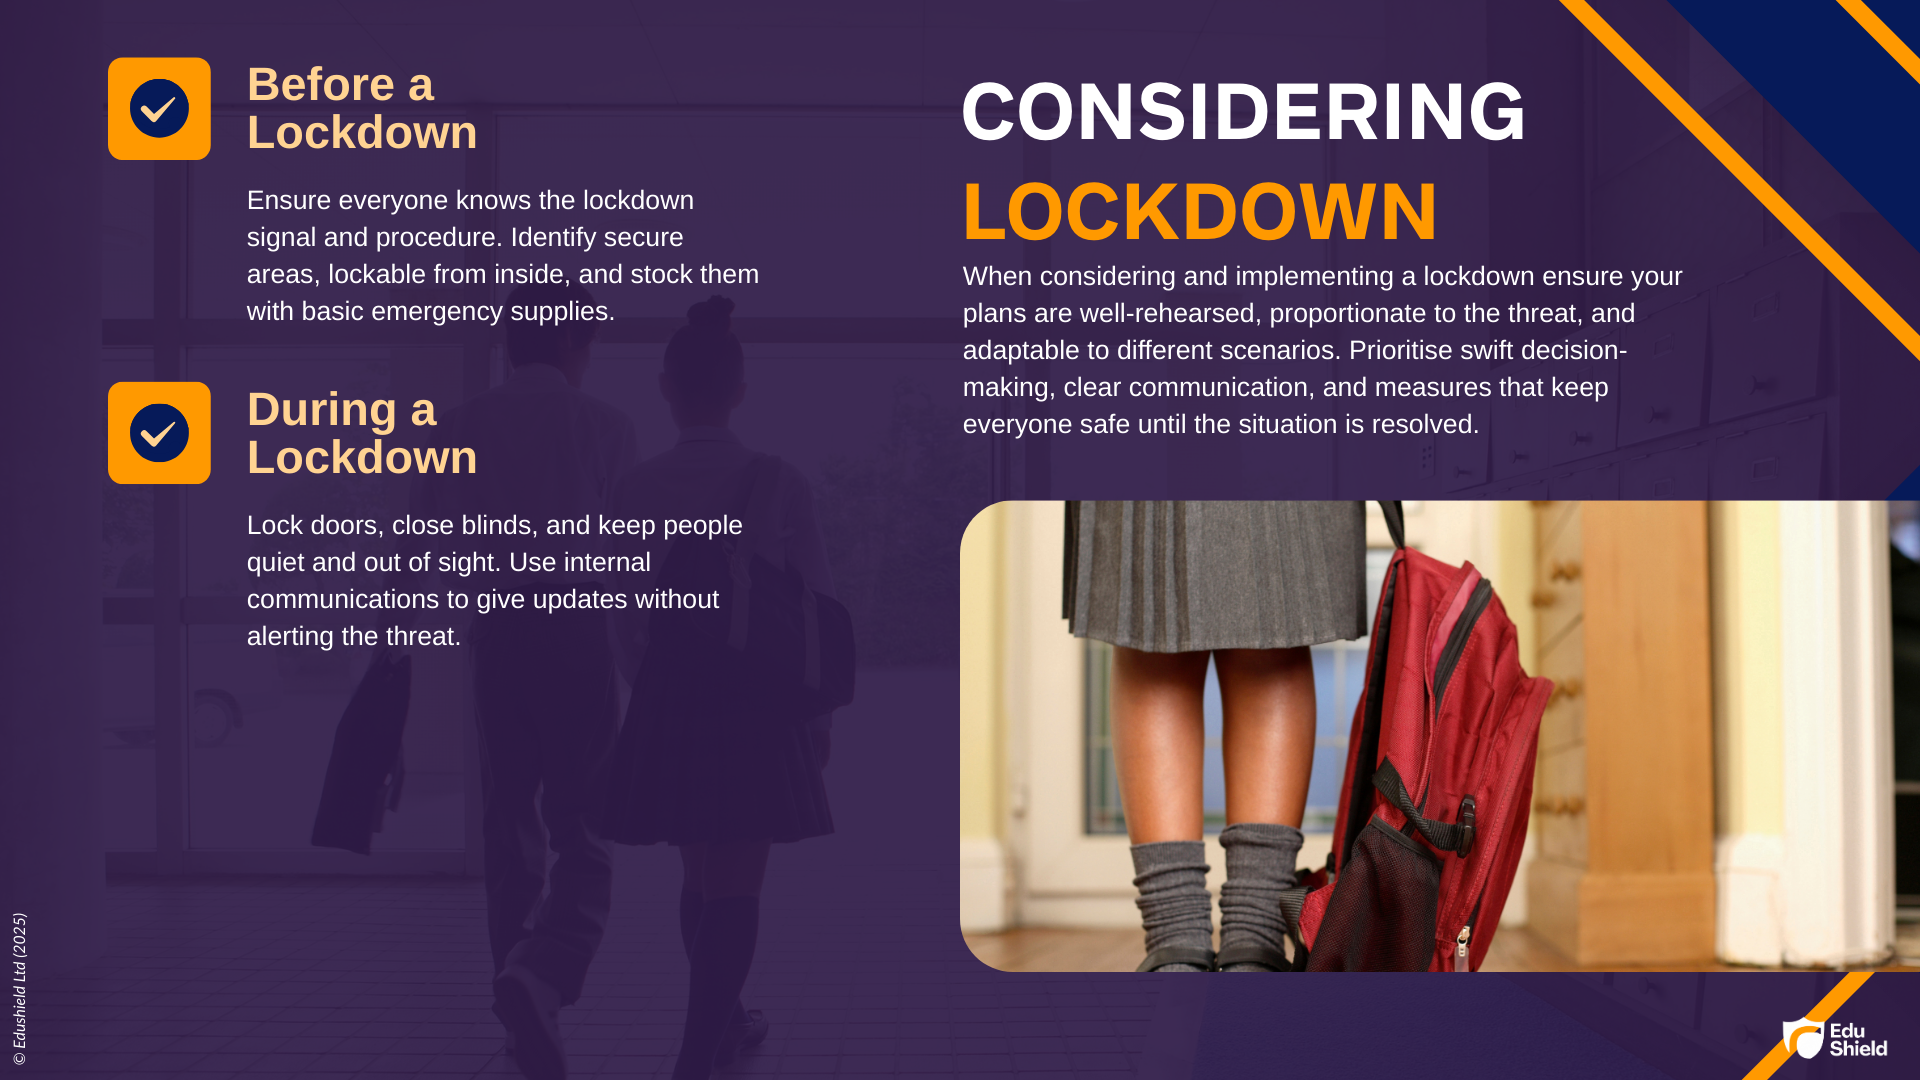 Before a
Lockdown
Ensure everyone knows the lockdown
signal and procedure. Identify secure
areas, lockable from inside, and stock them
with basic emergency supplies.
During a
Lockdown
Lock doors, close blinds, and keep people
quiet and out of sight. Use internal
communications to give updates without
alerting the threat.
CONSIDERING
LOCKDOWN
When considering and implementing a lockdown ensure your
plans are well-rehearsed, proportionate to the threat, and
adaptable to different scenarios. Prioritise swift decision-
making, clear communication, and measures that keep
everyone safe until the situation is resolved.
© Edushield Ltd (2025)
Edu
Shield